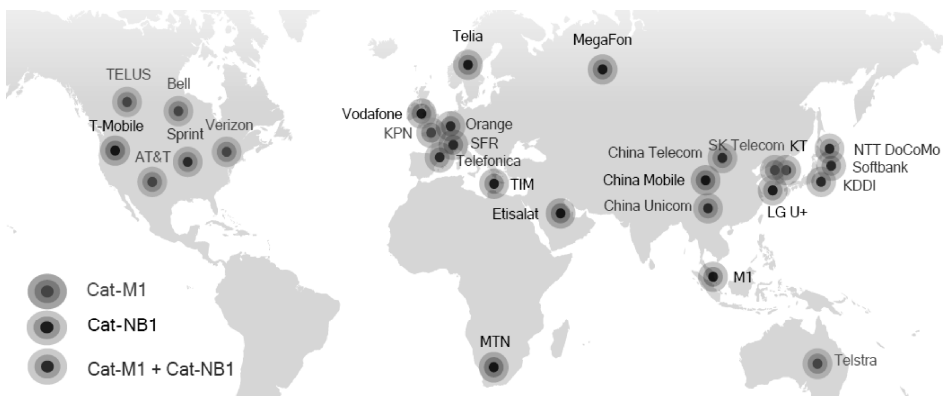 Telia
MegaFon
TELUS
Bell
T-Mobile
Sprint
Verizon
AT&T
Vodafone
KPN
Orange
SFR
Telefonica
TIM
Etisalat
China Telecom
SK Telecom
KT
NTT DoCoMo
Softbank
KDDI
China Mobile
China Unicom
LG U+
M1
MTN
Telstra
Cat-M1
Cat-NB1
Cat-M1 + Cat-NB1